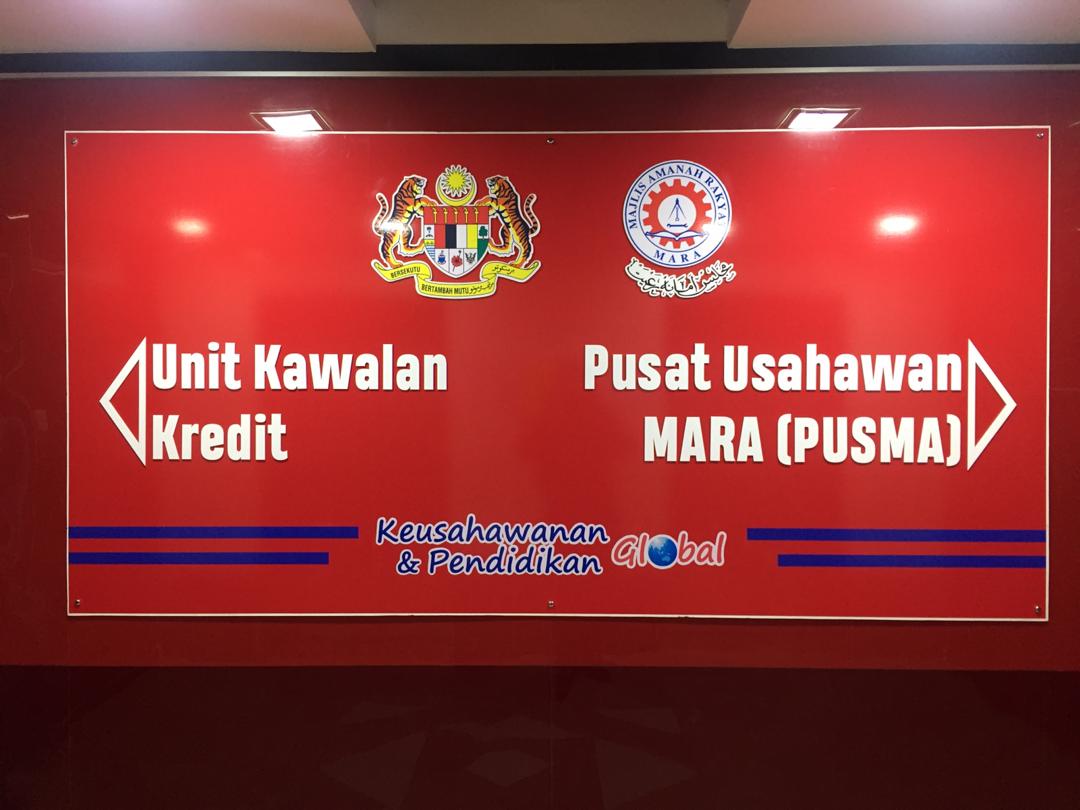 BERSEKUTU
BERTAMBAH MUTU
MAJLIS AMANAH RAKYAT
MARA
Unit Kawalan
Kredit
Pusat Usahawan
MARA (PUSMA)
Keusahawanan
& Pendidikan Global